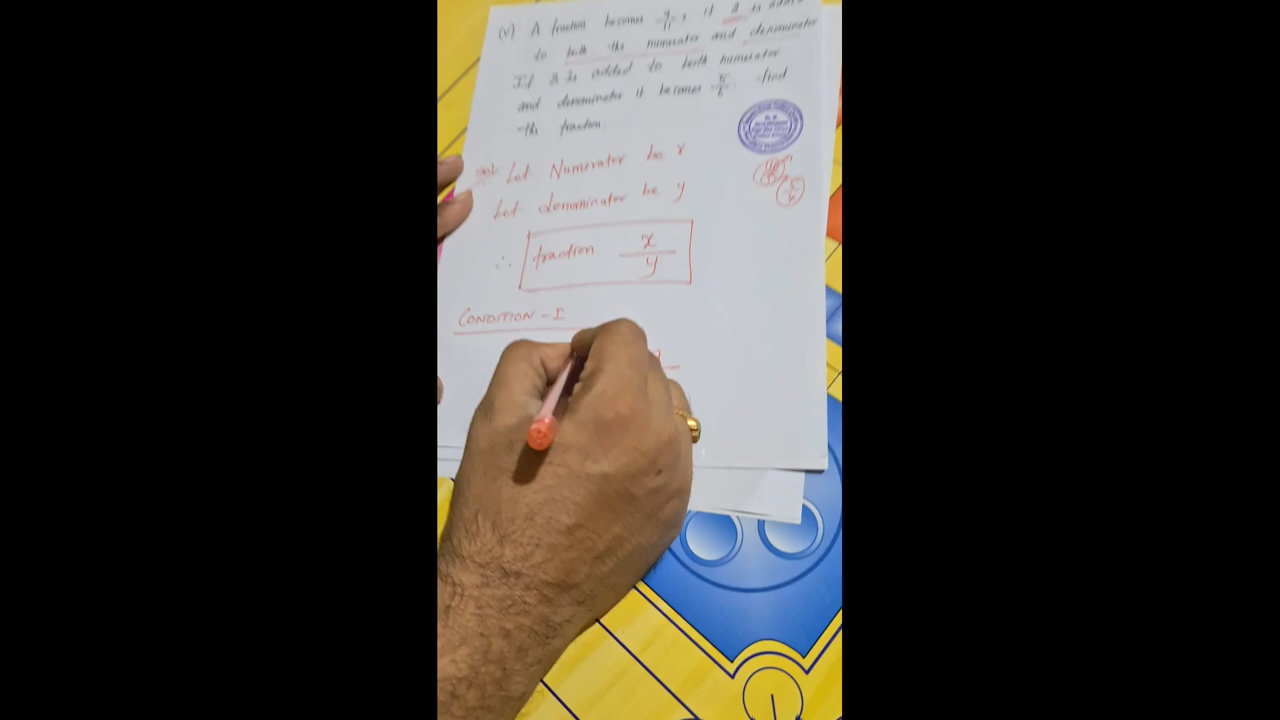 (v) A fraction becomes 9/11, if 2 is added
to both the numerator and denominator
If 3 is added to both numerator
and denominator it becomes 5/6. find
the fraction.
Sol: Let Numerator be x
Let denominator be y
∴ fraction x/y
CONDITION - I